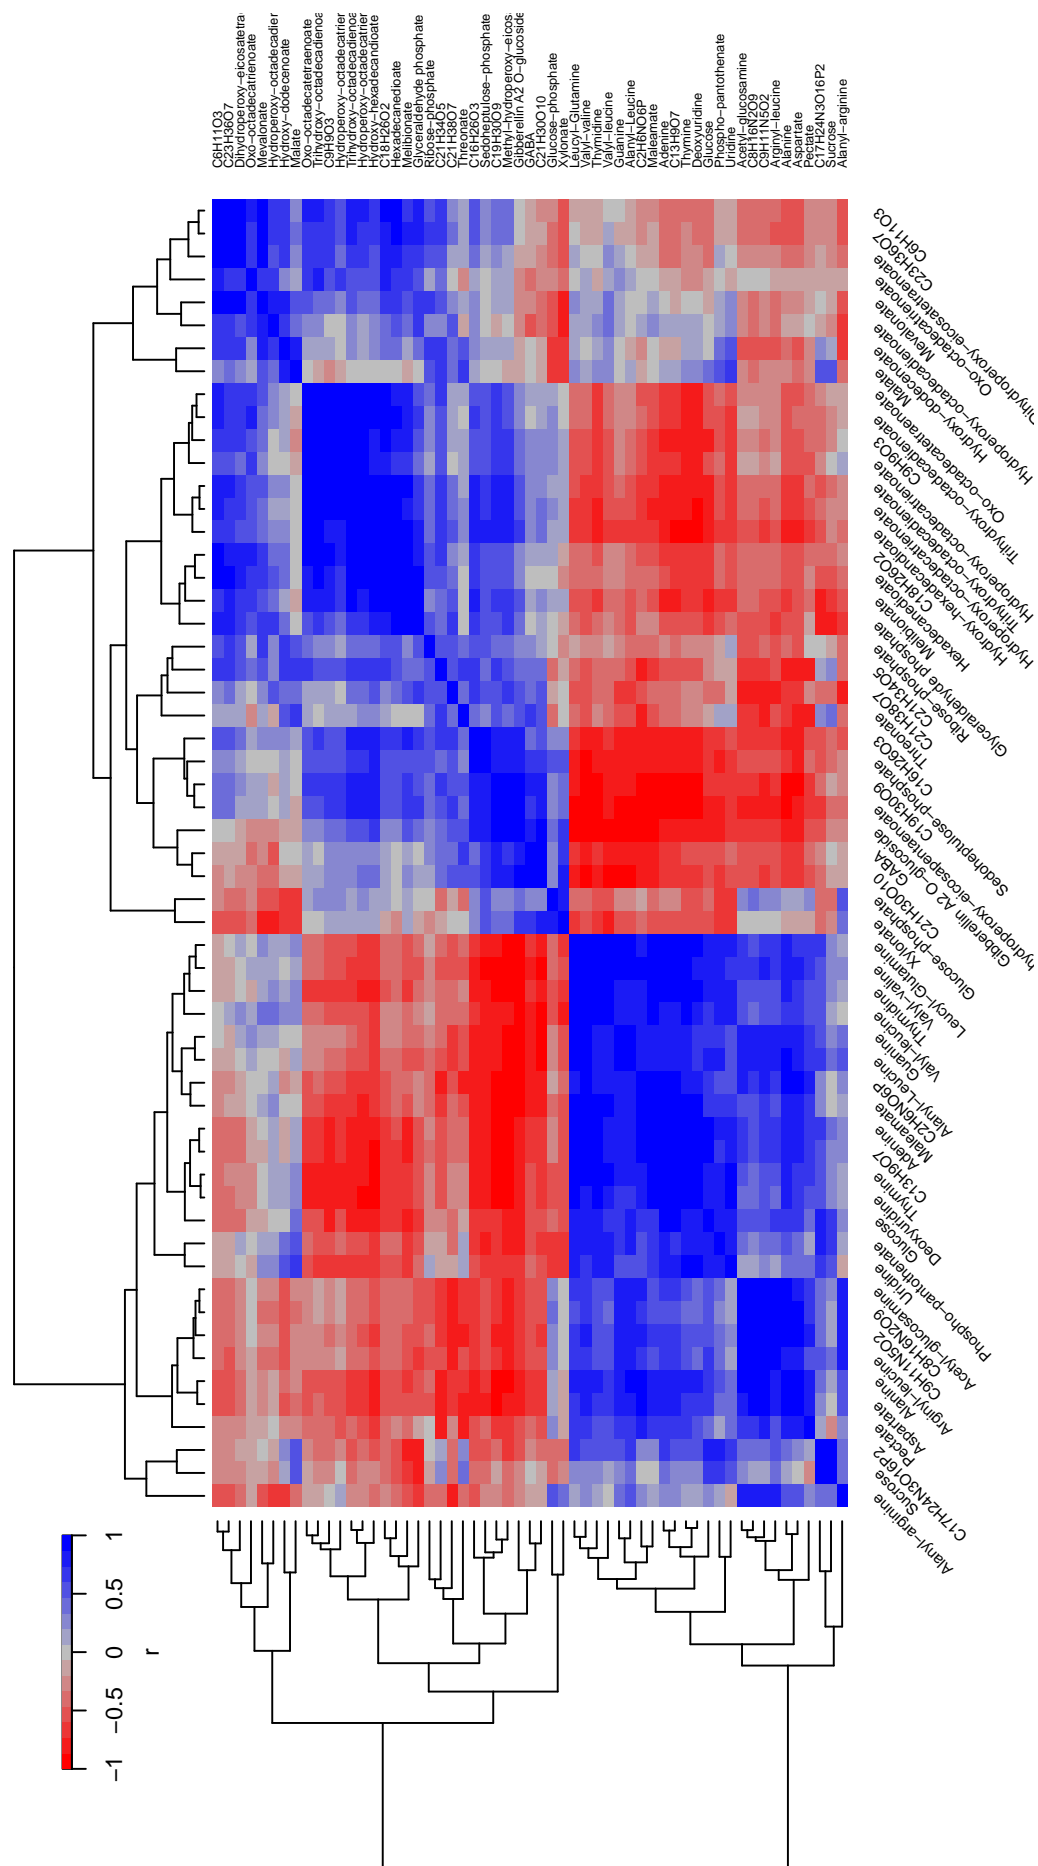 C6H11O3
C23H36O7
Dihydroperoxy−eicosatetra
Oxo−octadecatrienoate
Mevalonate
Hydroperoxy−octadecadier
Hydroxy−dodecenoate
Malate
Oxo−octadecatetraenoate
Trihydroxy−octadecadienoa
C9H9O3
Hydroperoxy−octadecatrier
Trihydroperoxy−octadecadienoa
Hydroperoxy−octadecatrier
Hydroxy−hexadecandioate
C18H26O2
Hexadecanedioate
Melibionate
Glyceraldehyde phosphate
Ribose−phosphate
C21H34O5
C21H38O7
Threonate
C16H26O3
Sedoheptulose−phosphate
C19H30O9
Methyl−hydroperoxy−eicos
Gibberellin A2 O−glucoside
GABA
C21H30O10
Glucose−phosphate
Xylonate
Leucyl−Glutamine
Valyl−valine
Thymidine
Valyl−leucine
Guanine
Alanyl−Leucine
C2H6NO6P
Maleamate
Adenine
C13H9O7
Thymine
Deoxyuridine
Glucose
Phospho−pantothenate
Uridine
Acetyl−glucosamine
C8H16N2O9
C9H11N5O2
Arginyl−leucine
Alanine
Aspartate
Pectate
C17H24N3O16P2
Sucrose
Alanyl−arginine
C6H11O3
C23H36O7
Dihydroperoxy−eicosatetraenoate
Oxo−octadecatrienoate
Mevalonate
Hydroperoxy−octadecadienoate
Hydroxy−dodecenoate
Malate
Oxo−octadecatetraenoate
Trihydroxy−octadecadienoate
C9H9O3
Hydroperoxy−octadecatrienoate
Trihydroperoxy−octadecadienoate
Hydroperoxy−octadecatrienoate
Hydroxy−hexadecandioate
C18H26O2
Hexadecanedioate
Melibionate
Glyceraldehyde phosphate
Ribose−phosphate
C21H34O5
C21H38O7
Threonate
C16H26O3
Sedoheptulose−phosphate
C19H30O9
hydroperoxy−eicosapentaenoate
Gibberellin A2 O−glucoside
GABA
C21H30O10
Glucose−phosphate
Xylonate
Leucyl−Glutamine
Valyl−valine
Thymidine
Valyl−leucine
Guanine
Alanyl−Leucine
C2H6NO6P
Maleamate
Adenine
C13H9O7
Thymine
Deoxyuridine
Glucose
Phospho−pantothenate
Uridine
Acetyl−glucosamine
C8H16N2O9
C9H11N5O2
Arginyl−leucine
Alanine
Aspartate
Pectate
C17H24N3O16P2
Sucrose
Alanyl−arginine
1
0.5
0
−0.5
−1
r